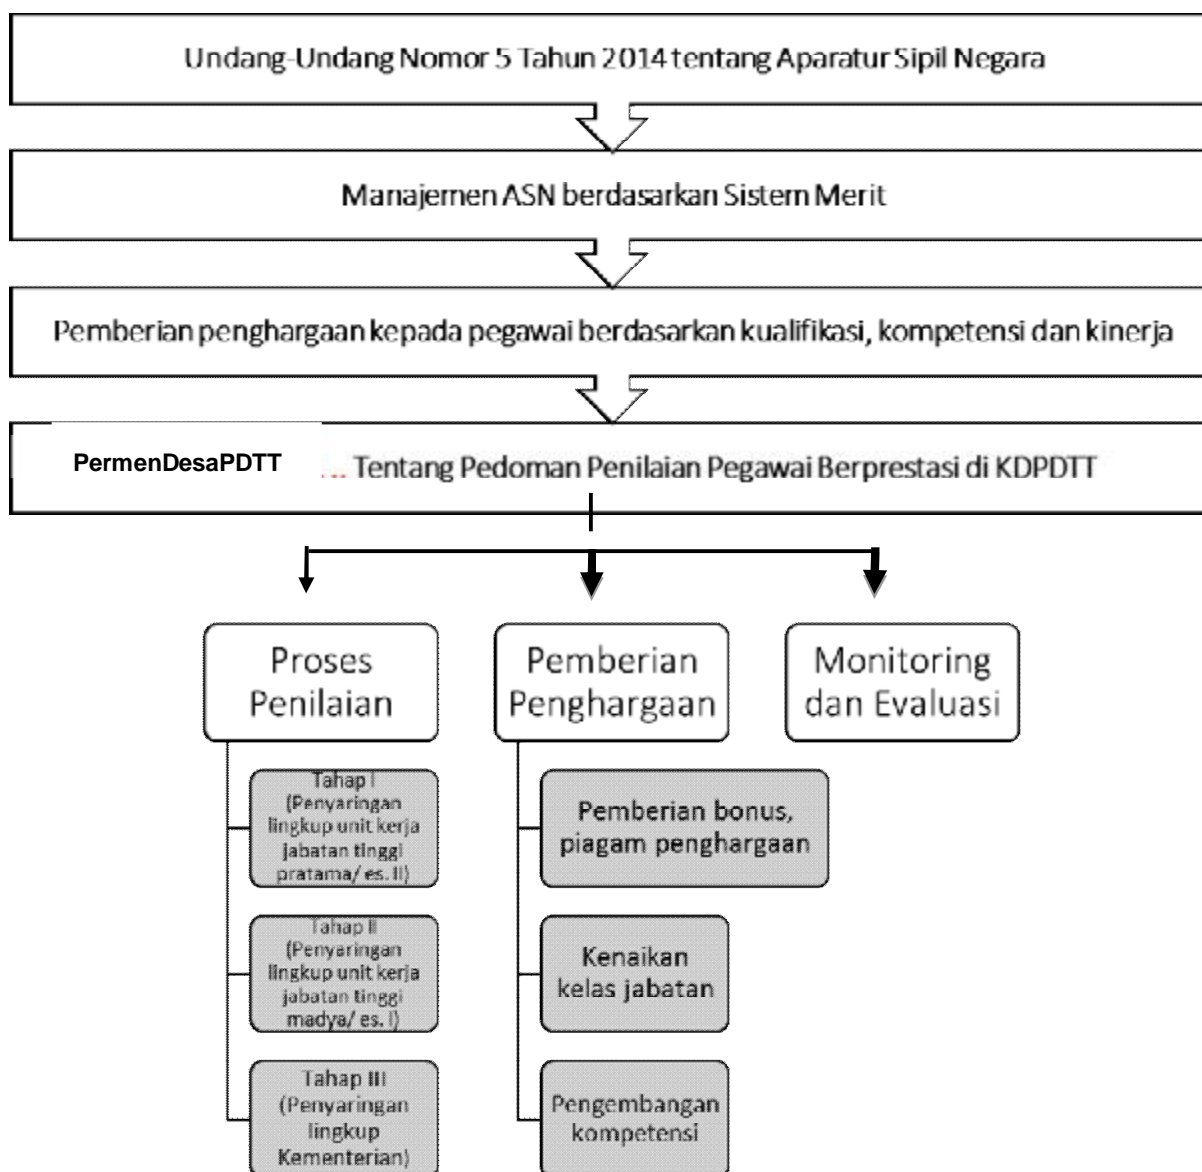 Undang-Undang Nomor 5 Tahun 2014 tentang Aparatur Sipil Negara
Manajemen ASN berdasarkan Sistem Merit
Pemberian penghargaan kepada pegawai berdasarkan kualifikasi, kompetensi dan kinerja
PermenDesaPDTT ... Tentang Pedoman Penilaian Pegawai Berprestasi di KDPDTT
Proses
Penilaian
Tahap I
(Penyaringan
lingkup unit kerja
jabatan tinggi
pratama/ es. II)
Tahap II
(Penyaringan
lingkup unit kerja
jabatan tinggi
madya/ es. I)
Tahap III
(Penyaringan
lingkup
Kementerian)
Pemberian
Penghargaan
Pemberian bonus,
piagam penghargaan
Kenaikan
kelas jabatan
Pengembangan
kompetensi
Monitoring
dan Evaluasi